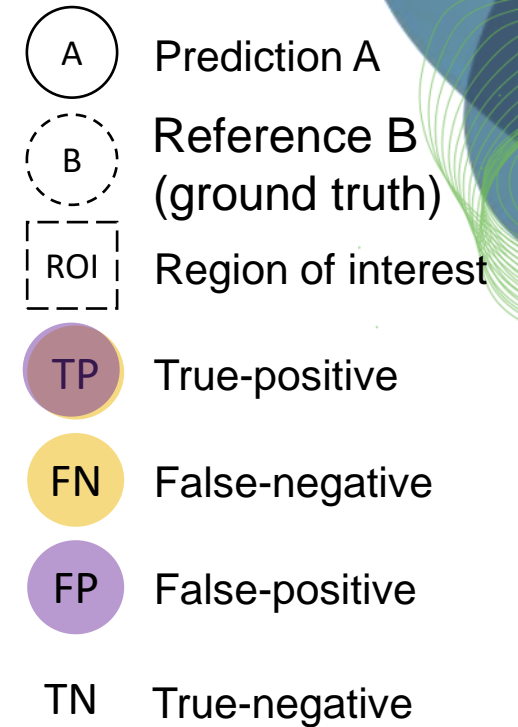 A Prediction A
B Reference B
(ground truth)
ROI Region of interest
TP True-positive
FN False-negative
FP False-positive
TN True-negative